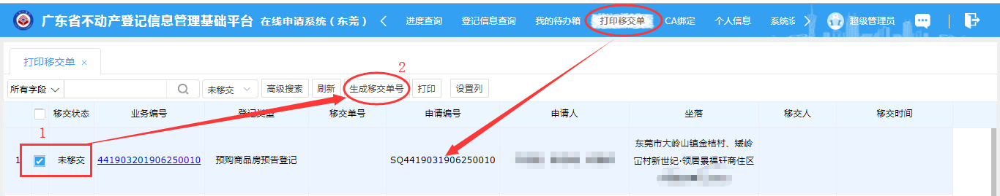 广东省不动产登记信息管理基础平台 在线申请系统（东莞） 进度查询 登记信息查询 我的待办箱 打印移交单 CA绑定 个人信息 系统设 超级管理员
打印移交单 ×
2
所有字段 未移交 高级搜索 刷新 生成移交单号 打印 设置列
移交状态 业务编号 登记类型 移交单号 申请编号 申请人 坐落 移交人 移交时间
1
东莞市大岭山镇金桔村、矮岭
1 未移交 441903201906250010 预购商品房预告登记 SQ4419031906250010
冚村新世纪·领居景福轩商住区